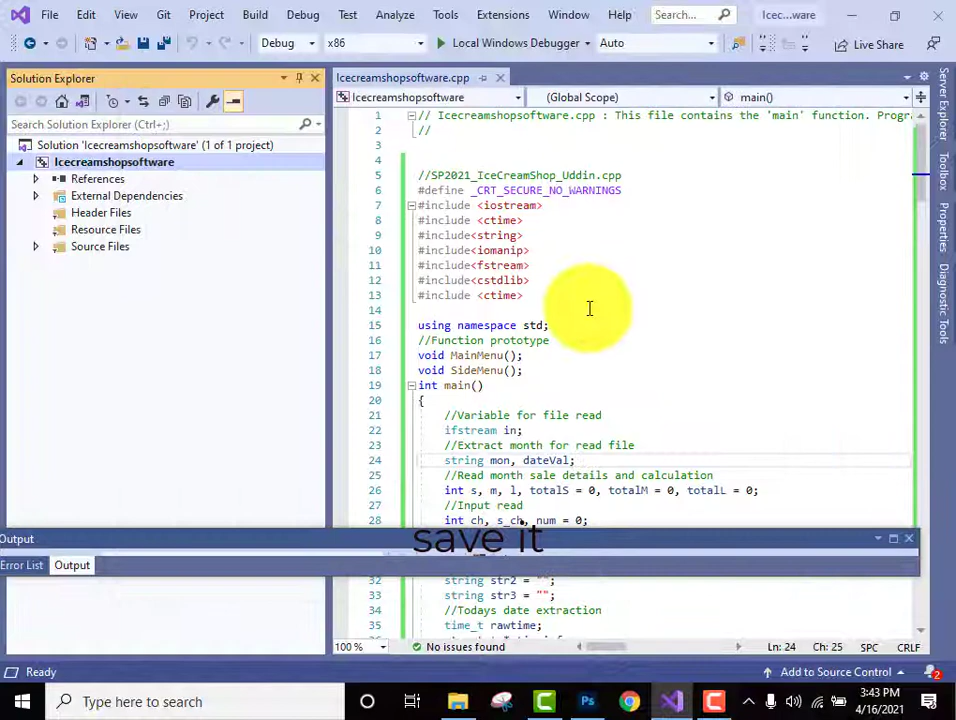 File Edit View Git Project Build Debug Test Analyze Tools Extensions Window Help Search... Icec...ware
Debug x86 Local Windows Debugger Auto Live Share
Solution Explorer
Search Solution Explorer (Ctrl+;)
Solution 'Icecreamshopsoftware' (1 of 1 project)
Icecreamshopsoftware
References
External Dependencies
Header Files
Resource Files
Source Files
Icecreamshopsoftware.cpp
Icecreamshopsoftware (Global Scope) main()
1 // Icecreamshopsoftware.cpp : This file contains the 'main' function. Progra
2 //
3
4
5 //SP2021_IceCreamShop_Uddin.cpp
6 #define _CRT_SECURE_NO_WARNINGS
7 #include <iostream>
8 #include <ctime>
9 #include<string>
10 #include<iomanip>
11 #include<fstream>
12 #include<cstdlib>
13 #include <ctime>
14
15 using namespace std;
16 //Function prototype
17 void MainMenu();
18 void SideMenu();
19 int main()
20 {
21 //Variable for file read
22 ifstream in;
23 //Extract month for read file
24 string mon, dateVal;
25 //Read month sale details and calculation
26 int s, m, l, totalS = 0, totalM = 0, totalL = 0;
27 //Input read
28 int ch, s_ch, num = 0;
save it
Output
Error List Output
32 string str2 = "";
33 string str3 = "";
34 //Todays date extraction
35 time_t rawtime;
100 % No issues found Ln: 24 Ch: 25 SPC CRLF
Ready Add to Source Control 2
Type here to search
3:43 PM
4/16/2021
Server Explorer
Toolbox
Properties
Diagnostic Tools